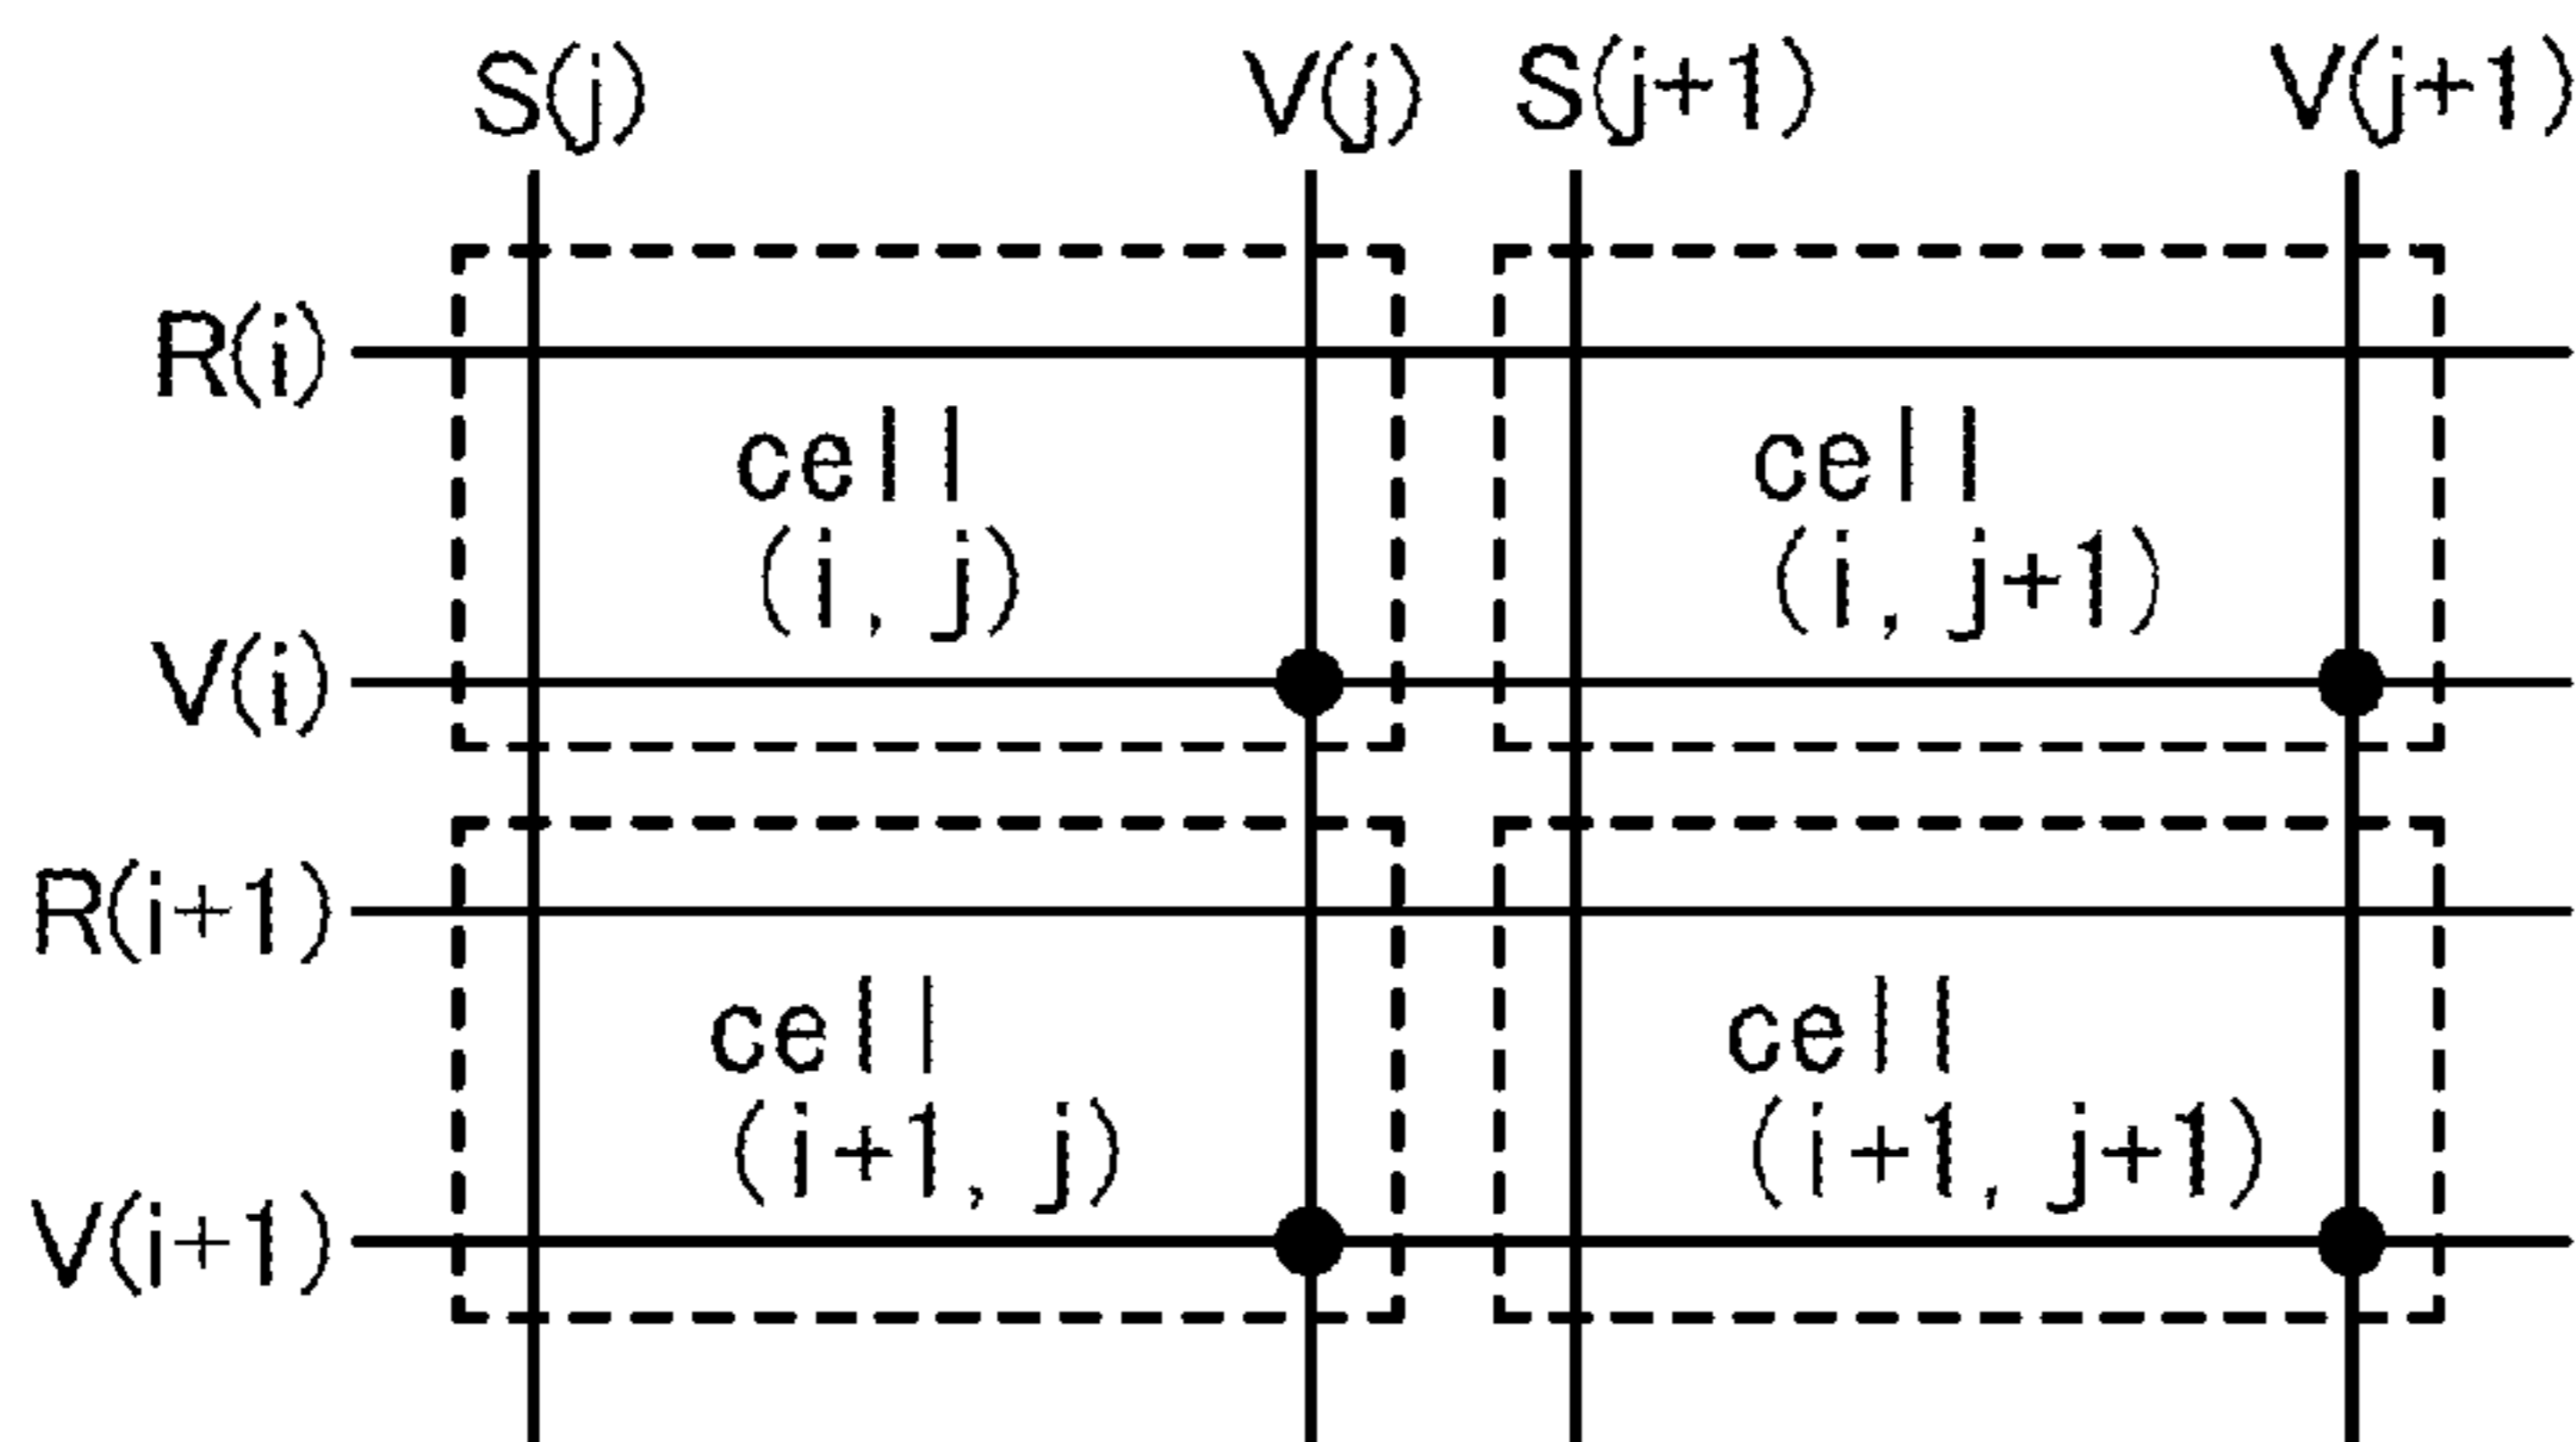 S(j) V(j) S(j+1) V(j+1)
R(i)
cell cell
(i, j) (i, j+1)
V(i)
R(i+1)
cell cell
(i+1, j) (i+1, j+1)
V(i+1)